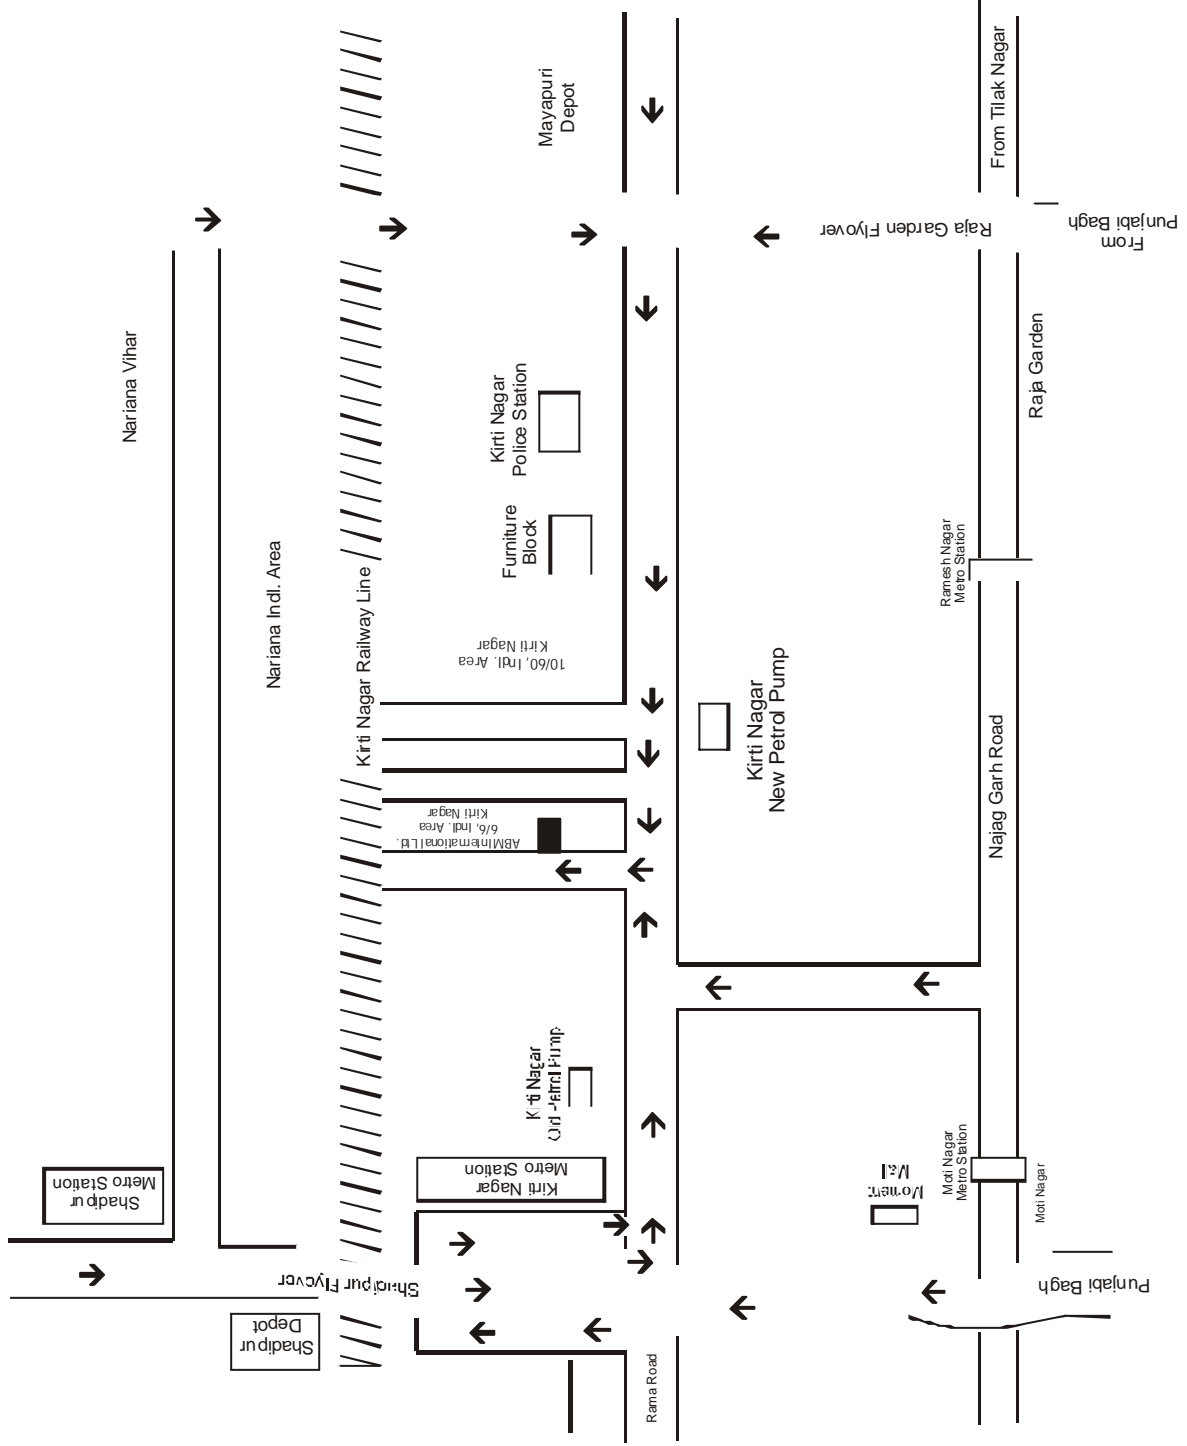 Mayapuri
Depot
From Tilak Nagar
Raja Garden Flyover
From
Punjabi Bagh
Nariana Vihar
Kirti Nagar
Police Station
Raja Garden
Furniture
Block
Ramesh Nagar
Metro Station
Nariana Indl. Area
Kirti Nagar Railway Line
10/60, Indl. Area
Kirti Nagar
Kirti Nagar
New Petrol Pump
Najag Garh Road
ABM International Ltd.
6/6, Indl. Area
Kirti Nagar
Kirti Nagar
Old Petrol Pump
Kirti Nagar
Metro Station
Shadipur
Metro Station
Moment
Mall
Moti Nagar
Metro Station
Moti Nagar
Shadipur Flyover
Punjabi Bagh
Shadipur
Depot
Rama Road